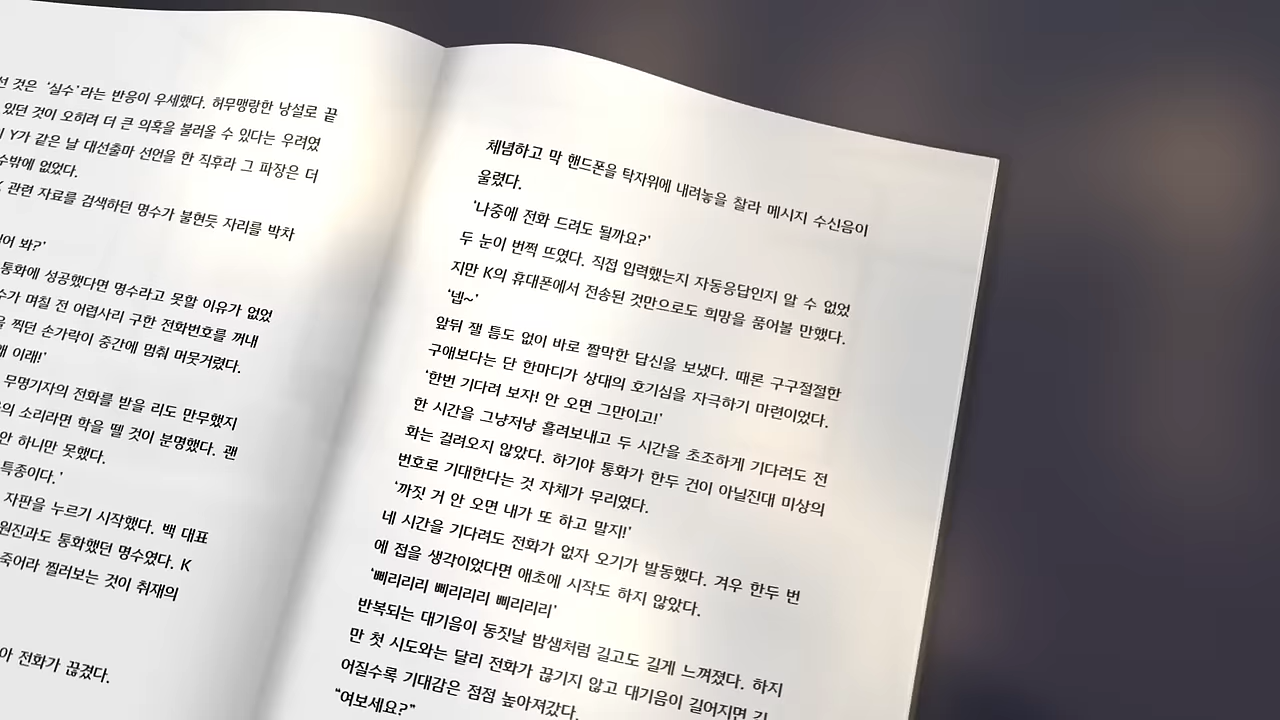 것은 '실수'라는 반응이 우세했다. 허무맹랑한 낭설로 끝
있던 것이 오히려 더 큰 의혹을 불러올 수 있다는 우려였
Y가 같은 날 대선출마 선언을 한 직후라 그 파장은 더
수밖에 없었다.
관련 자료를 검색하던 명수가 불현듯 자리를 박차
봐?'
통화에 성공했다면 명수라고 못할 이유가 없었
며칠 전 어렵사리 구한 전화번호를 꺼내
찍던 손가락이 중간에 멈춰 머뭇거렸다.
이래!'
무명기자의 전화를 받을 리도 만무했지
소리라면 학을 뗄 것이 분명했다. 괜
안 하니만 못했다.
특종이다.'
자판을 누르기 시작했다. 백 대표
통화했던 명수였다. K
죽어라 찔러보는 것이 취재의
전화가 끊겼다.
체념하고 막 핸드폰을 탁자위에 내려놓을 찰라 메시지 수신음이
울렸다.
'나중에 전화 드려도 될까요?'
두 눈이 번쩍 뜨였다. 직접 입력했는지 자동응답인지 알 수 없었
지만 K의 휴대폰에서 전송된 것만으로도 희망을 품어볼 만했다.
'넵~'
앞뒤 잴 틈도 없이 바로 짤막한 답신을 보냈다. 때론 구구절절한
구애보다는 단 한마디가 상대의 호기심을 자극하기 마련이었다.
'한번 기다려 보자! 안 오면 그만이고!'
한 시간을 그냥저냥 흘려보내고 두 시간을 초조하게 기다려도 전
화는 걸려오지 않았다. 하기야 통화가 한두 건이 아닐진대 미상의
번호로 기대한다는 것 자체가 무리였다.
'까짓 거 안 오면 내가 또 하고 말지!'
네 시간을 기다려도 전화가 없자 오기가 발동했다. 겨우 한두 번
에 접을 생각이었다면 애초에 시작도 하지 않았다.
'삐리리리 삐리리리 삐리리리'
반복되는 대기음이 동짓날 밤샘처럼 길고도 길게 느껴졌다. 하지
만 첫 시도와는 달리 전화가 끊기지 않고 대기음이 길어지면
어질수록 기대감은 점점 높아져갔다.
"여보세요?"